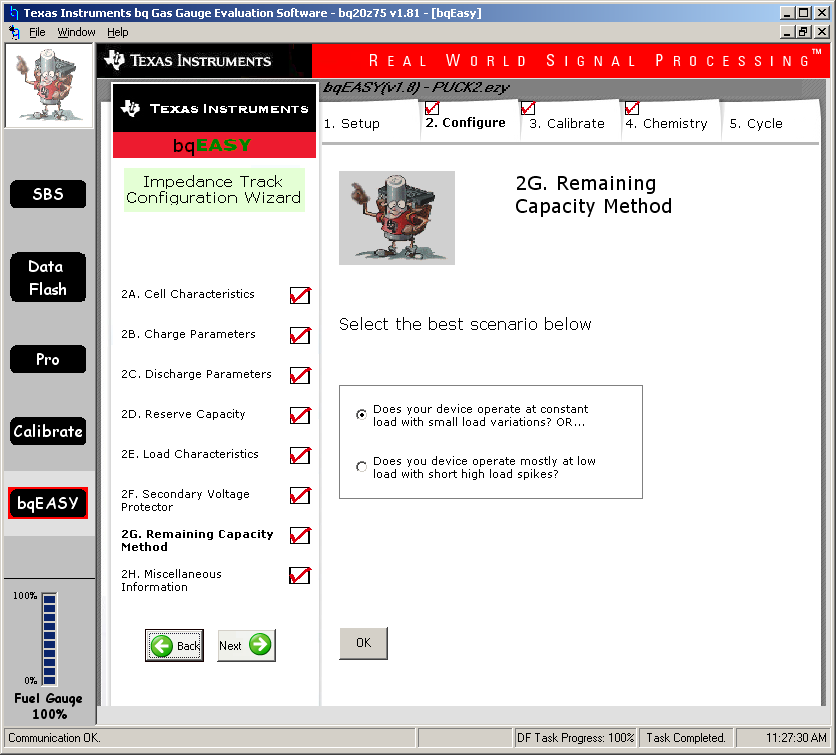 Texas Instruments bq Gas Gauge Evaluation Software - bq20z75 v1.81 - [bqEasy]
File Window Help
TEXAS INSTRUMENTS
REAL WORLD SIGNAL PROCESSING™
bqEASY(v1.8) - PUCK2.ezy
TEXAS INSTRUMENTS
bqEASY
1. Setup
2. Configure
3. Calibrate
4. Chemistry
5. Cycle
Impedance Track
Configuration Wizard
2G. Remaining
Capacity Method
SBS
Data
Flash
Pro
Calibrate
bqEASY
2A. Cell Characteristics
2B. Charge Parameters
2C. Discharge Parameters
2D. Reserve Capacity
2E. Load Characteristics
2F. Secondary Voltage
Protector
2G. Remaining Capacity
Method
2H. Miscellaneous
Information
Select the best scenario below
Does your device operate at constant
load with small load variations? OR...
Does you device operate mostly at low
load with short high load spikes?
Back
Next
OK
100%
0%
Fuel Gauge
100%
Communication OK.
DF Task Progress: 100%
Task Completed.
11:27:30 AM